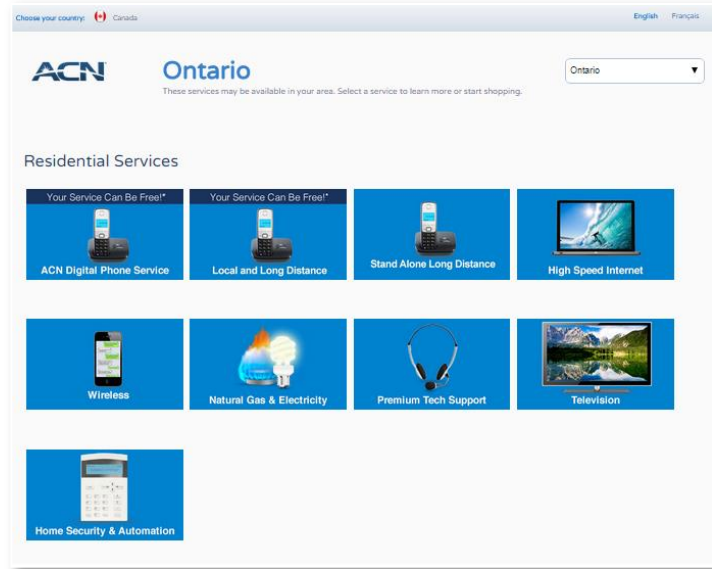 Choose your country: Canada
English Français
ACN
Ontario
These services may be available in your area. Select a service to learn more or start shopping.
Ontario
Residential Services
Your Service Can Be Free!*
ACN Digital Phone Service
Your Service Can Be Free!*
Local and Long Distance
Stand Alone Long Distance
High Speed Internet
Wireless
Natural Gas & Electricity
Premium Tech Support
Television
Home Security & Automation